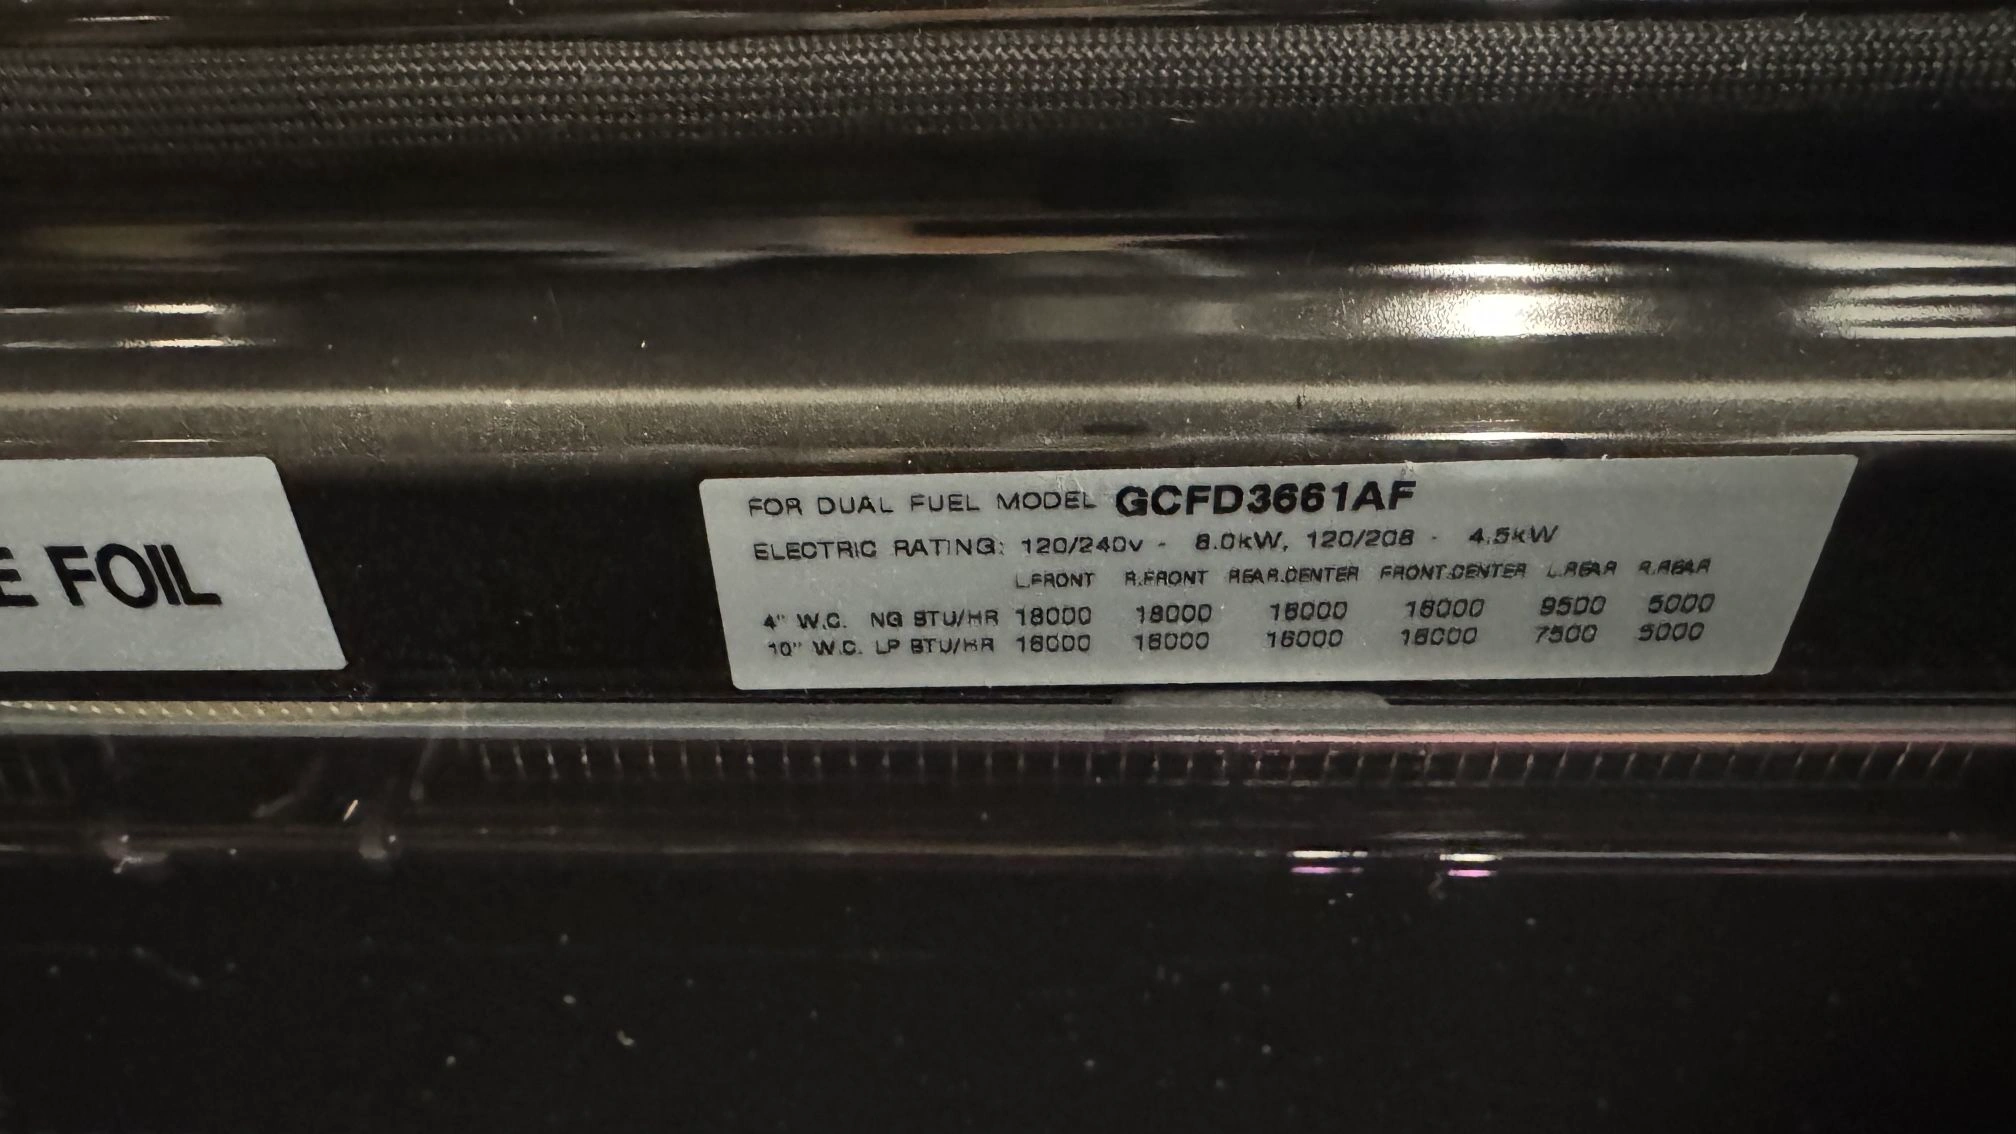 E FOIL
FOR DUAL FUEL MODEL GCFD3661AF
ELECTRIC RATING: 120/240v - 8.0kW, 120/208 - 4.5kW
L.FRONT R.FRONT REAR.CENTER FRONT.CENTER L.REAR R.REAR
4" W.C. NG BTU/HR 18000 18000 16000 16000 9500 5000
10" W.C. LP BTU/HR 16000 16000 16000 16000 7500 5000